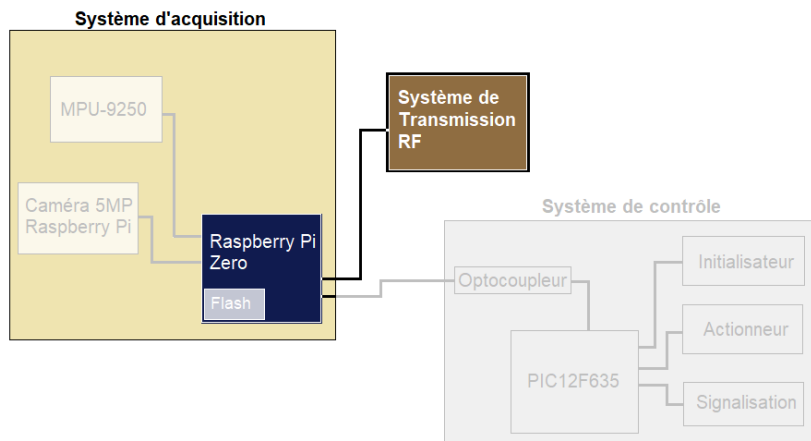 Système d'acquisition
MPU-9250
Système de
Transmission
RF
Caméra 5MP
Raspberry Pi
Raspberry Pi
Zero
Flash
Système de contrôle
Optocoupleur
Initialisateur
Actionneur
PIC12F635
Signalisation